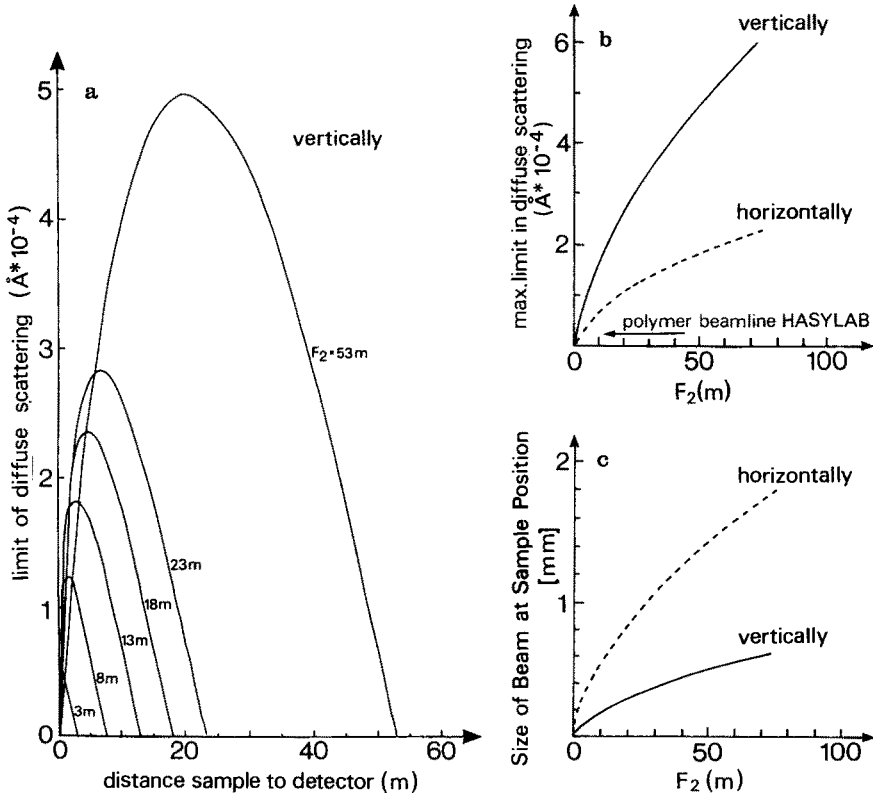 a
limit of diffuse scattering (Å*10⁻⁴)
5
4
3
2
1
0
vertically
F₂=53m
23m
18m
13m
8m
3m
0
20
40
60
distance sample to detector (m)
b
max.limit in diffuse scattering
(Å*10⁻⁴)
6
4
2
vertically
horizontally
polymer beamline HASYLAB
0
50
100
F₂(m)
c
Size of Beam at Sample Position
[mm]
2
1
horizontally
vertically
0
50
100
F₂(m)